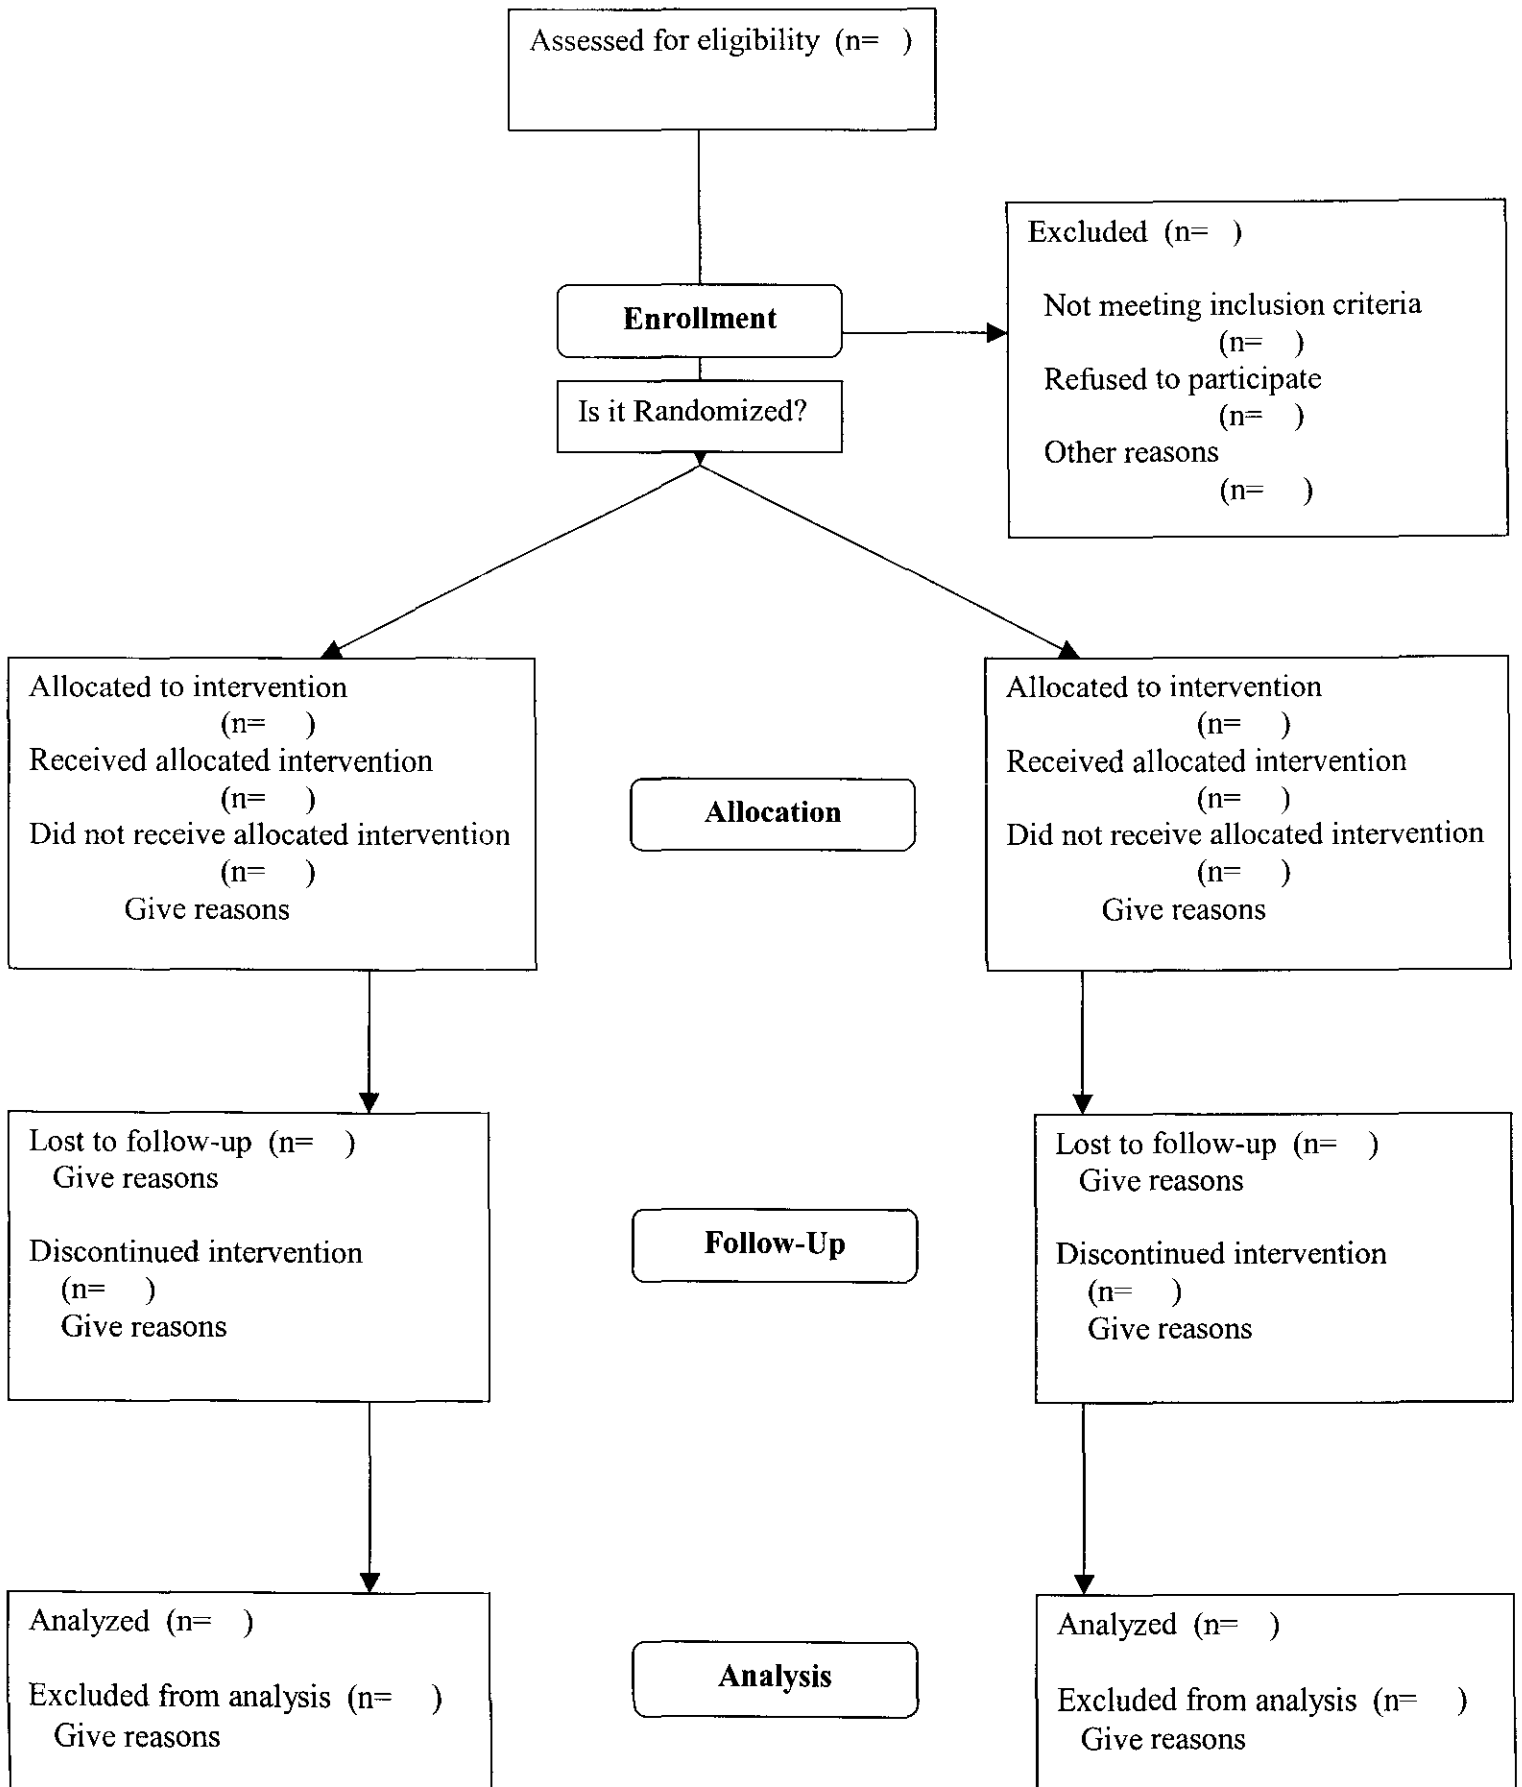 Assessed for eligibility (n= )
Enrollment
Excluded (n= )
Not meeting inclusion criteria
(n= )
Refused to participate
(n= )
Other reasons
(n= )
Is it Randomized?
Allocated to intervention
(n= )
Received allocated intervention
(n= )
Did not receive allocated intervention
(n= )
Give reasons
Allocation
Allocated to intervention
(n= )
Received allocated intervention
(n= )
Did not receive allocated intervention
(n= )
Give reasons
Lost to follow-up (n= )
Give reasons
Discontinued intervention
(n= )
Give reasons
Follow-Up
Lost to follow-up (n= )
Give reasons
Discontinued intervention
(n= )
Give reasons
Analyzed (n= )
Excluded from analysis (n= )
Give reasons
Analysis
Analyzed (n= )
Excluded from analysis (n= )
Give reasons